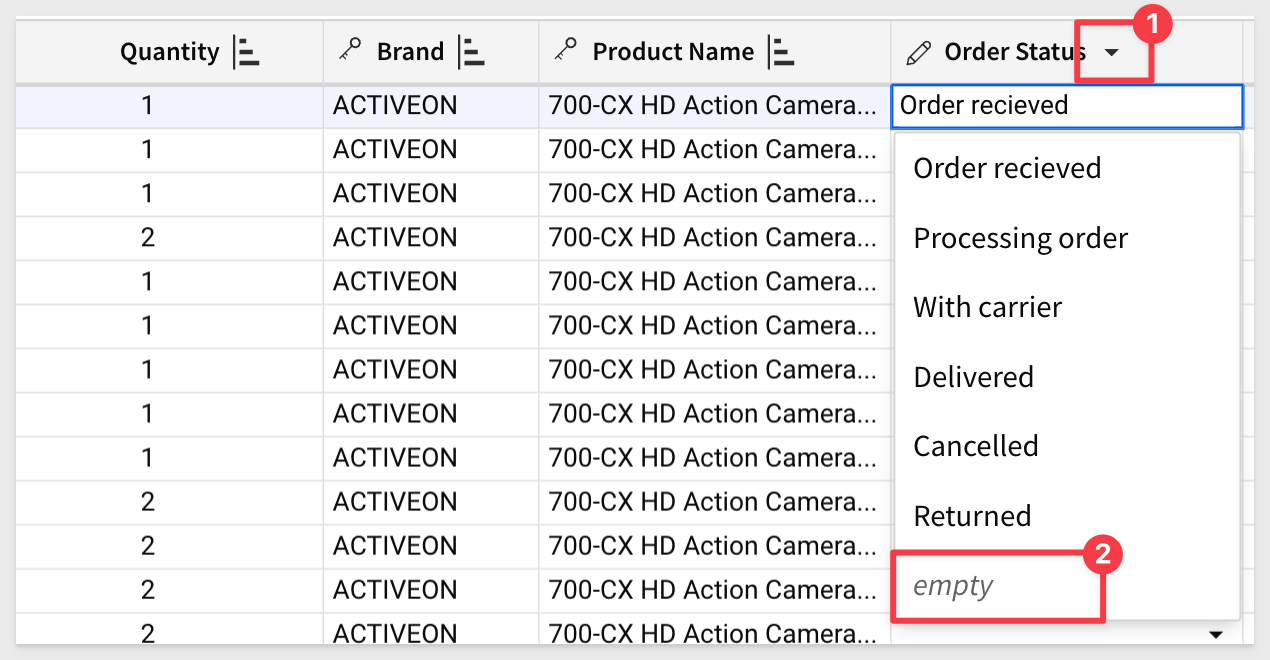 1
Quantity Brand Product Name Order Status
1 ACTIVEON 700-CX HD Action Camera... Order recieved
1 ACTIVEON 700-CX HD Action Camera... Order recieved
1 ACTIVEON 700-CX HD Action Camera...
2 ACTIVEON 700-CX HD Action Camera... Processing order
1 ACTIVEON 700-CX HD Action Camera...
1 ACTIVEON 700-CX HD Action Camera... With carrier
1 ACTIVEON 700-CX HD Action Camera... Delivered
1 ACTIVEON 700-CX HD Action Camera...
1 ACTIVEON 700-CX HD Action Camera... Cancelled
2 ACTIVEON 700-CX HD Action Camera... Returned
2 ACTIVEON 700-CX HD Action Camera... 2
2 ACTIVEON 700-CX HD Action Camera... empty
2 ACTIVEON 700-CX HD Action Camera...